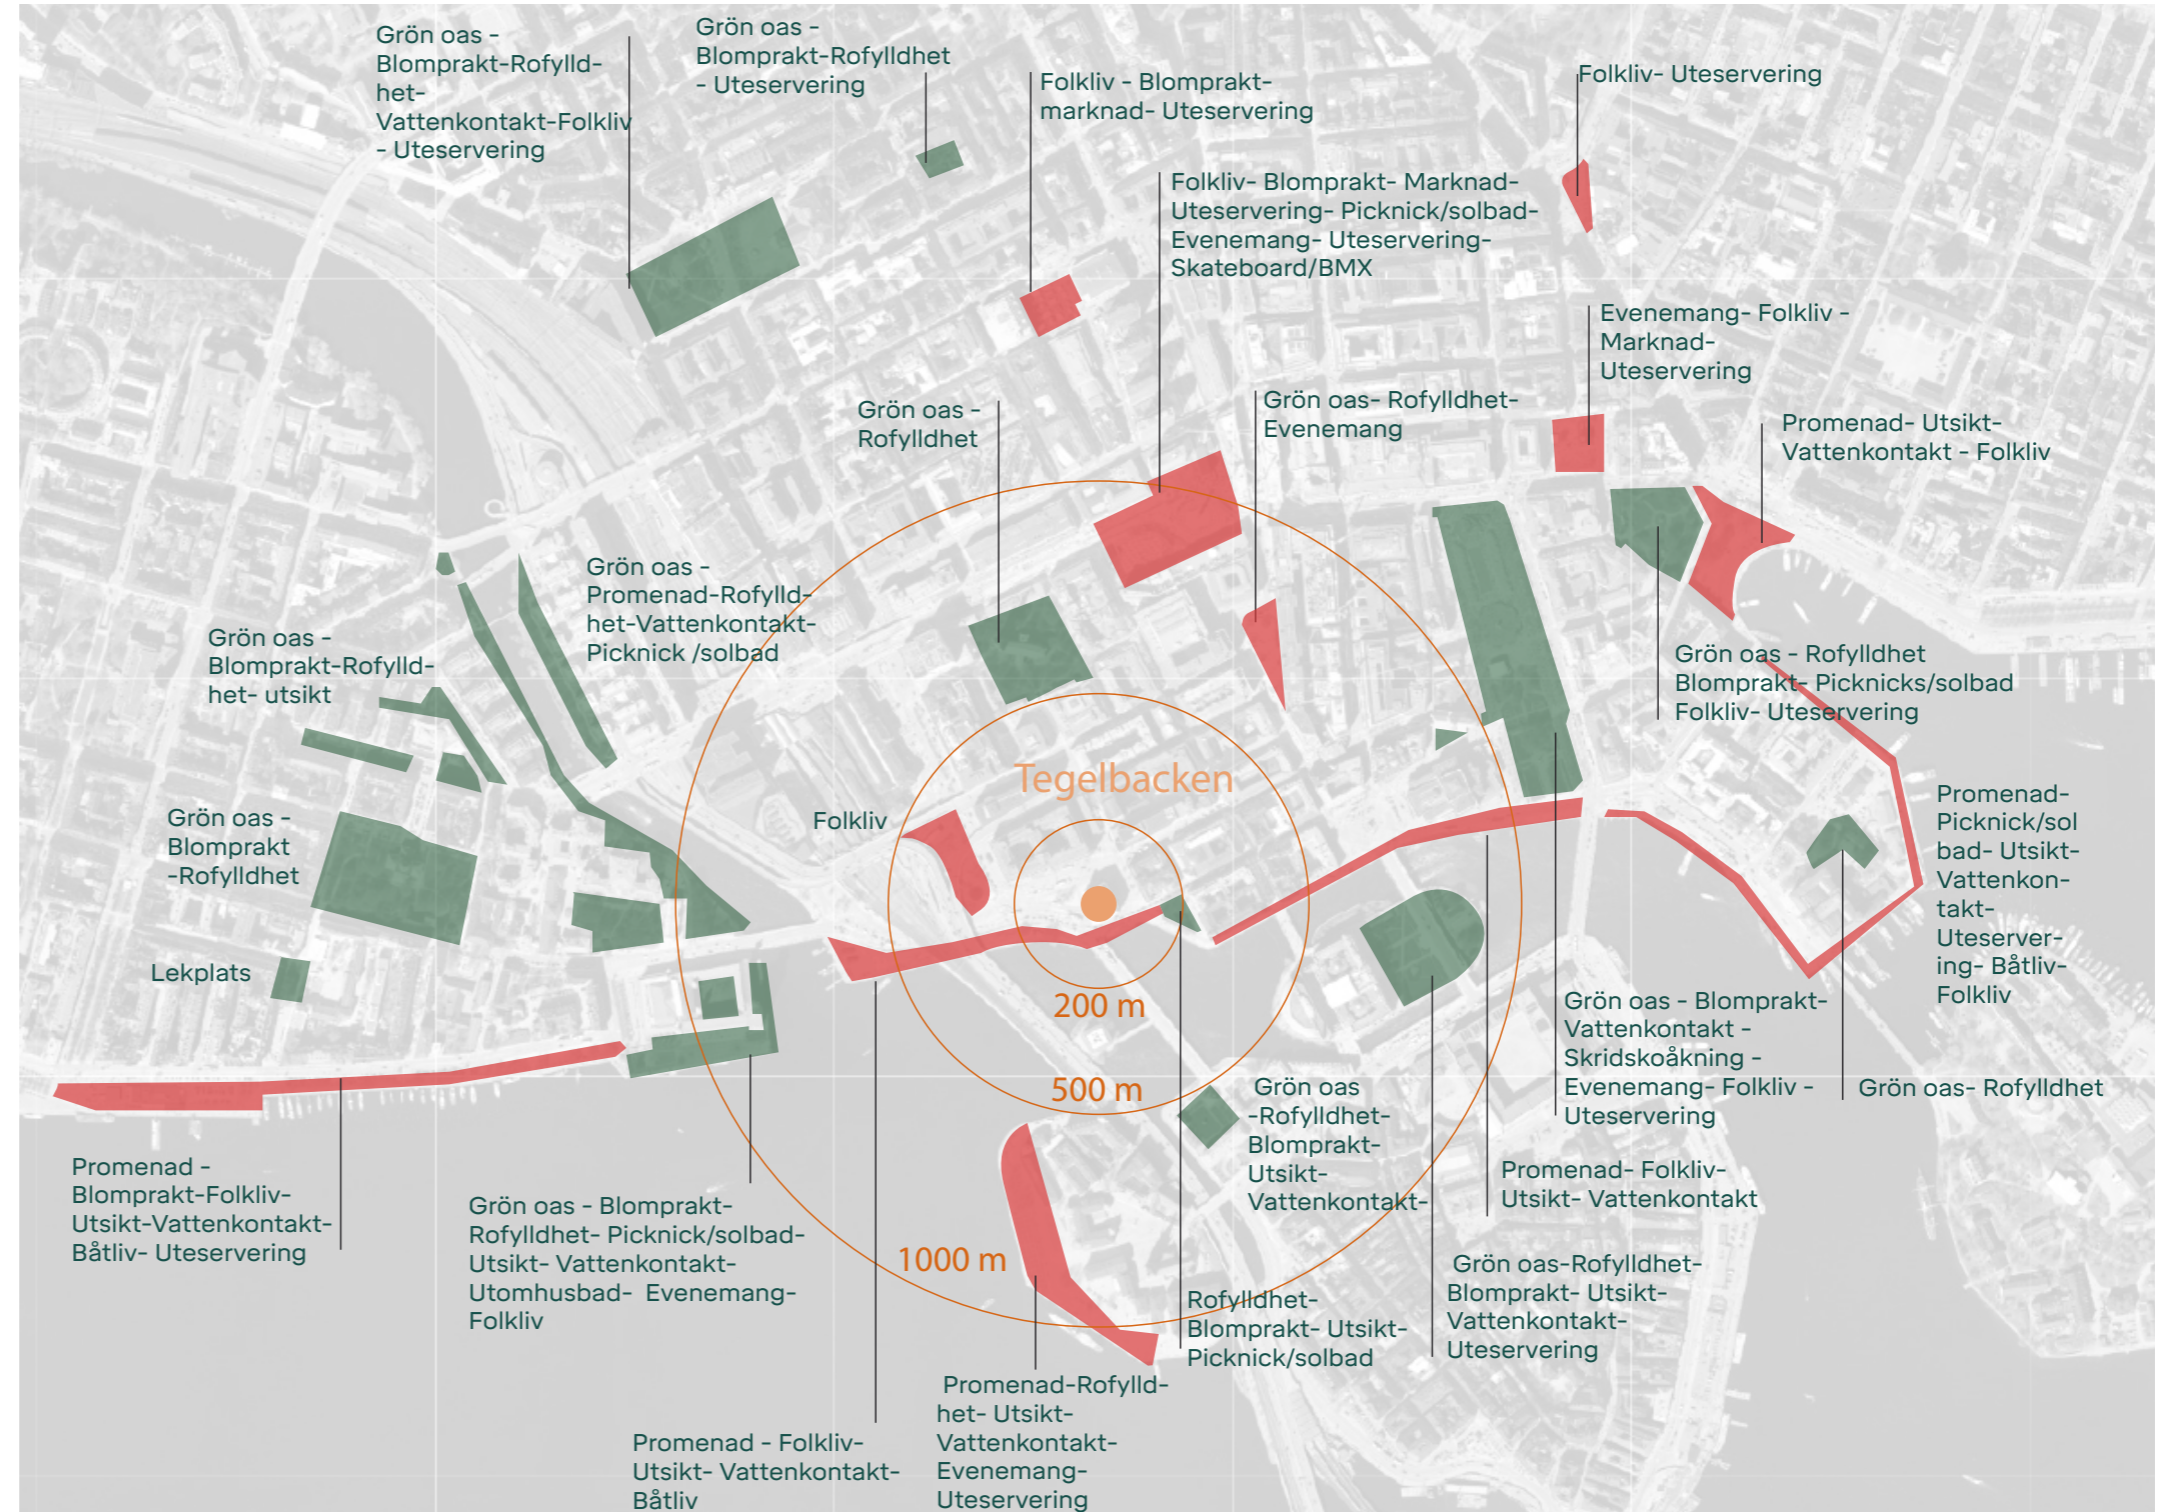 Grön oas -
Blomprakt-Rofylld-
het-
Vattenkontakt-Folkliv
- Uteservering
Grön oas -
Blomprakt-Rofylldhet
- Uteservering
Folkliv - Blomprakt-
marknad- Uteservering
Folkliv- Uteservering
Folkliv- Blomprakt- Marknad-
Uteservering- Picknick/solbad-
Evenemang- Uteservering-
Skateboard/BMX
Evenemang- Folkliv -
Marknad-
Uteservering
Grön oas -
Rofylldhet
Grön oas- Rofylldhet-
Evenemang
Promenad- Utsikt-
Vattenkontakt - Folkliv
Grön oas -
Promenad-Rofylld-
het-Vattenkontakt-
Picknick /solbad
Grön oas -
Blomprakt-Rofylld-
het- utsikt
Grön oas - Rofylldhet
Blomprakt- Picknicks/solbad
Folkliv- Uteservering
Tegelbacken
Folkliv
Grön oas -
Blomprakt
-Rofylldhet
Promenad-
Picknick/sol
bad- Utsikt-
Vattenkon-
takt-
Uteserver-
ing- Båtliv-
Folkliv
Lekplats
200 m
500 m
1000 m
Grön oas - Blomprakt-
Vattenkontakt -
Skridskoåkning -
Evenemang- Folkliv -
Uteservering
Grön oas- Rofylldhet
Grön oas
-Rofylldhet-
Blomprakt-
Utsikt-
Vattenkontakt-
Promenad -
Blomprakt-Folkliv-
Utsikt-Vattenkontakt-
Båtliv- Uteservering
Grön oas - Blomprakt-
Rofylldhet- Picknick/solbad-
Utsikt- Vattenkontakt-
Utomhusbad- Evenemang-
Folkliv
Promenad- Folkliv-
Utsikt- Vattenkontakt
Grön oas-Rofylldhet-
Blomprakt- Utsikt-
Vattenkontakt-
Uteservering
Rofylldhet-
Blomprakt- Utsikt-
Picknick/solbad
Promenad-Rofylld-
het- Utsikt-
Vattenkontakt-
Evenemang-
Uteservering
Promenad - Folkliv-
Utsikt- Vattenkontakt-
Båtliv